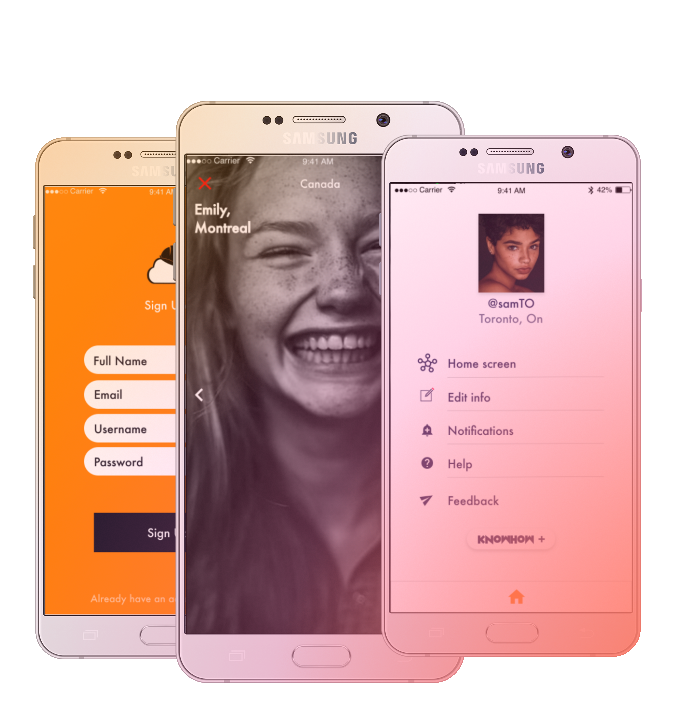 SAMSUNG
Carrier
9:41 AM
Sign U
Full Name
Email
Username
Password
Sign
Already have an a
SAMSUNG
Carrier
9:41 AM
Canada
Emily,
Montreal
SAMSUNG
Carrier
9:41 AM
42%
@samTO
Toronto, On
Home screen
Edit info
Notifications
Help
Feedback
KNOWHOW +